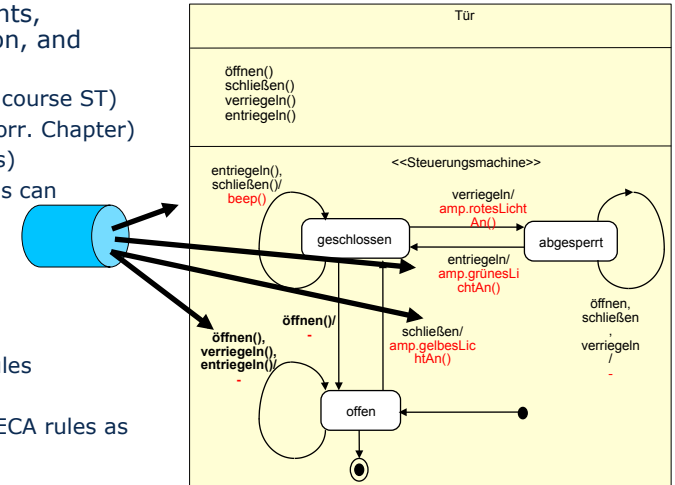 nts,
on, and
course ST)
orr. Chapter)
s)
s can
ules
ECA rules as
Tür
öffnen()
schließen()
verriegeln()
entriegeln()
<<Steuerungsmachine>>
entriegeln(),
schließen()/
beep()
verriegeln/
amp.rotesLicht
An()
geschlossen
abgesperrt
entriegeln/
amp.grünesLi
chtAn()
öffnen,
schließen
,
verriegeln
/
-
öffnen()/
-
schließen/
amp.gelbesLic
htAn()
öffnen(),
verriegeln(),
entriegeln()/
-
offen